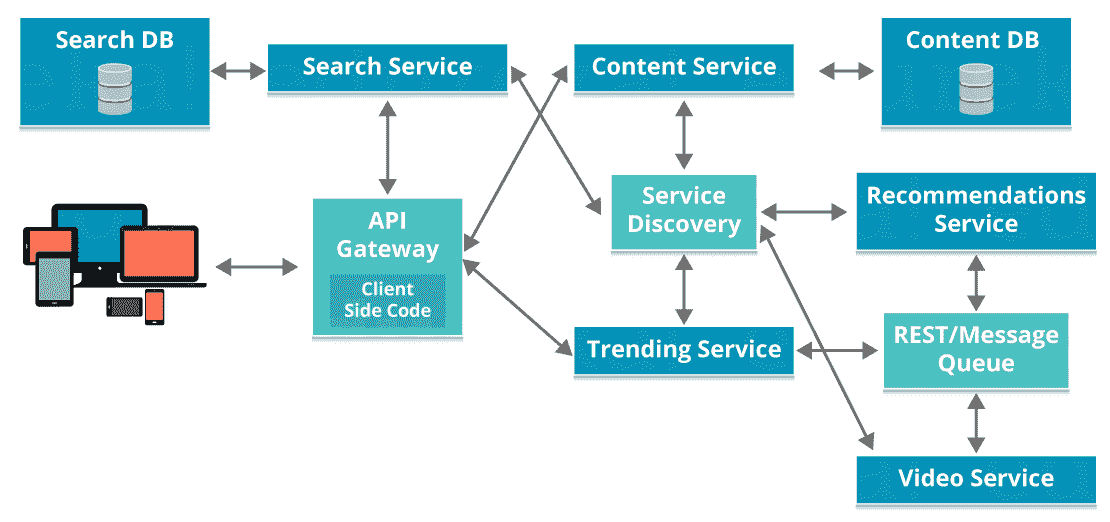 Search DB
Search Service
Content Service
Content DB
API
Gateway
Client
Side Code
Service
Discovery
Recommendations
Service
Trending Service
REST/Message
Queue
Video Service